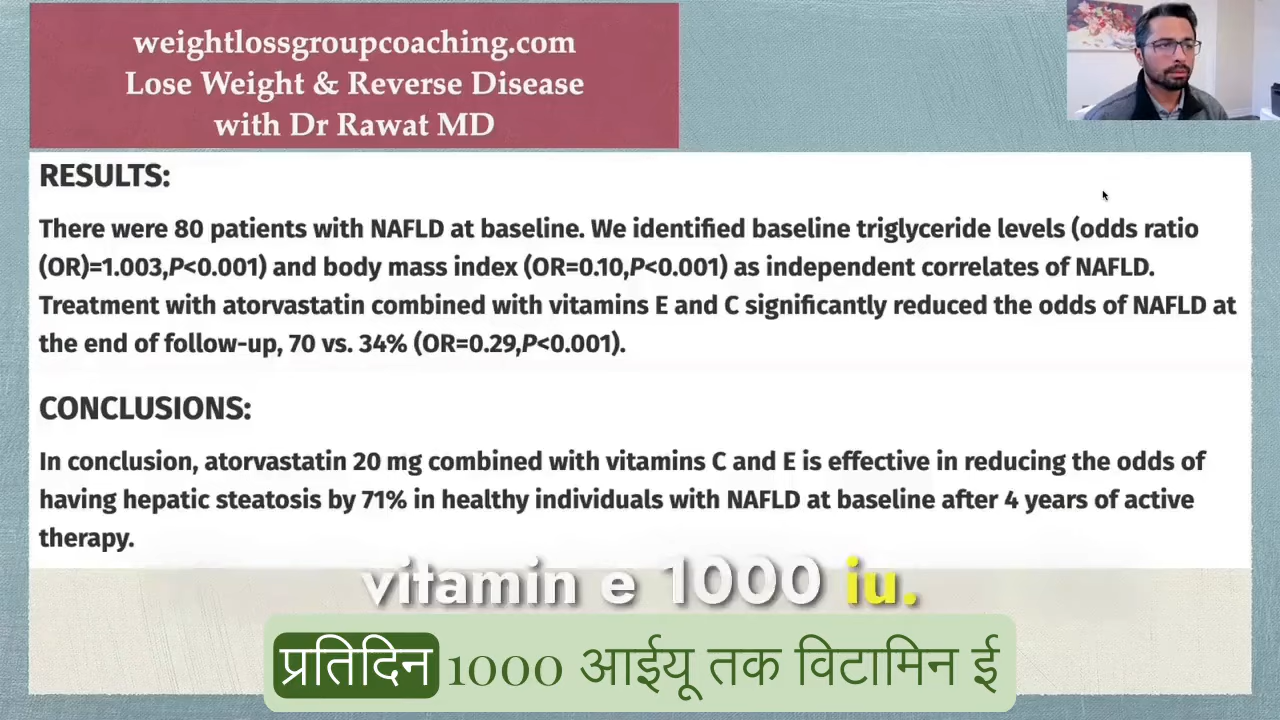 weightlossgroupcoaching.com
Lose Weight & Reverse Disease
with Dr Rawat MD
RESULTS:
There were 80 patients with NAFLD at baseline. We identified baseline triglyceride levels (odds ratio
(OR)=1.003,P<0.001) and body mass index (OR=0.10,P<0.001) as independent correlates of NAFLD.
Treatment with atorvastatin combined with vitamins E and C significantly reduced the odds of NAFLD at
the end of follow-up, 70 vs. 34% (OR=0.29,P<0.001).
CONCLUSIONS:
In conclusion, atorvastatin 20 mg combined with vitamins C and E is effective in reducing the odds of
having hepatic steatosis by 71% in healthy individuals with NAFLD at baseline after 4 years of active
therapy.
vitamin e 1000 iu.
प्रतिदिन 1000 आईयू तक विटामिन ई